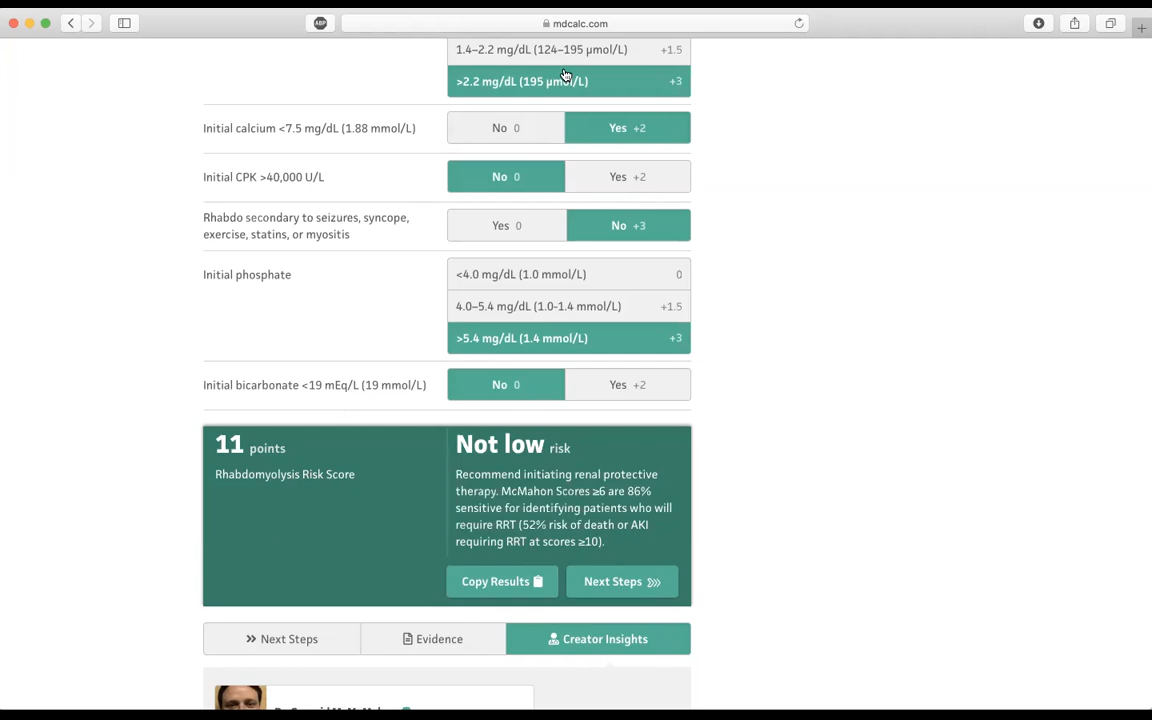 ABP
mdcalc.com
1.4–2.2 mg/dL (124–195 µmol/L) +1.5
>2.2 mg/dL (195 µmol/L) +3
Initial calcium <7.5 mg/dL (1.88 mmol/L) No 0 Yes +2
Initial CPK >40,000 U/L No 0 Yes +2
Rhabdo secondary to seizures, syncope,
exercise, statins, or myositis
Yes 0 No +3
Initial phosphate
<4.0 mg/dL (1.0 mmol/L) 0
4.0–5.4 mg/dL (1.0-1.4 mmol/L) +1.5
>5.4 mg/dL (1.4 mmol/L) +3
Initial bicarbonate <19 mEq/L (19 mmol/L) No 0 Yes +2
11 points
Rhabdomyolysis Risk Score
Not low risk
Recommend initiating renal protective
therapy. McMahon Scores ≥6 are 86%
sensitive for identifying patients who will
require RRT (52% risk of death or AKI
requiring RRT at scores ≥10).
Copy Results Next Steps
Next Steps Evidence Creator Insights